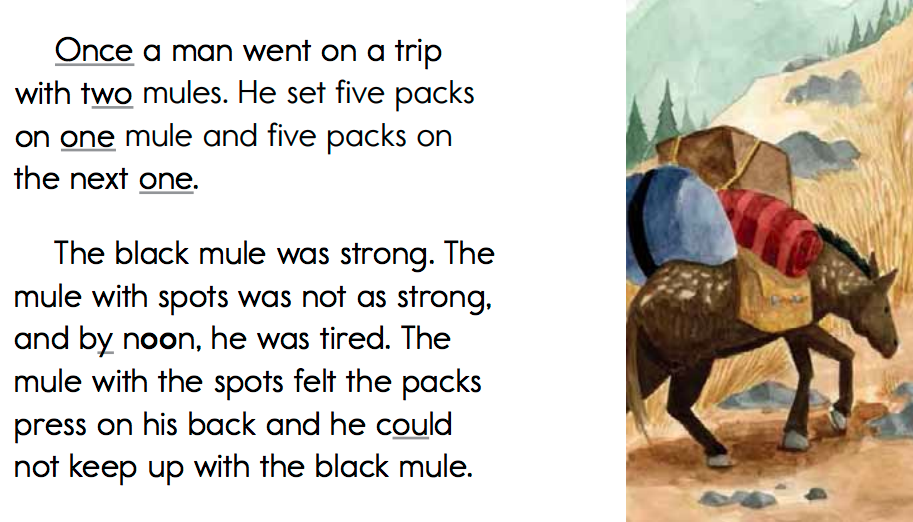 Once a man went on a trip
with two mules. He set five packs
on one mule and five packs on
the next one.
The black mule was strong. The
mule with spots was not as strong,
and by noon, he was tired. The
mule with the spots felt the packs
press on his back and he could
not keep up with the black mule.